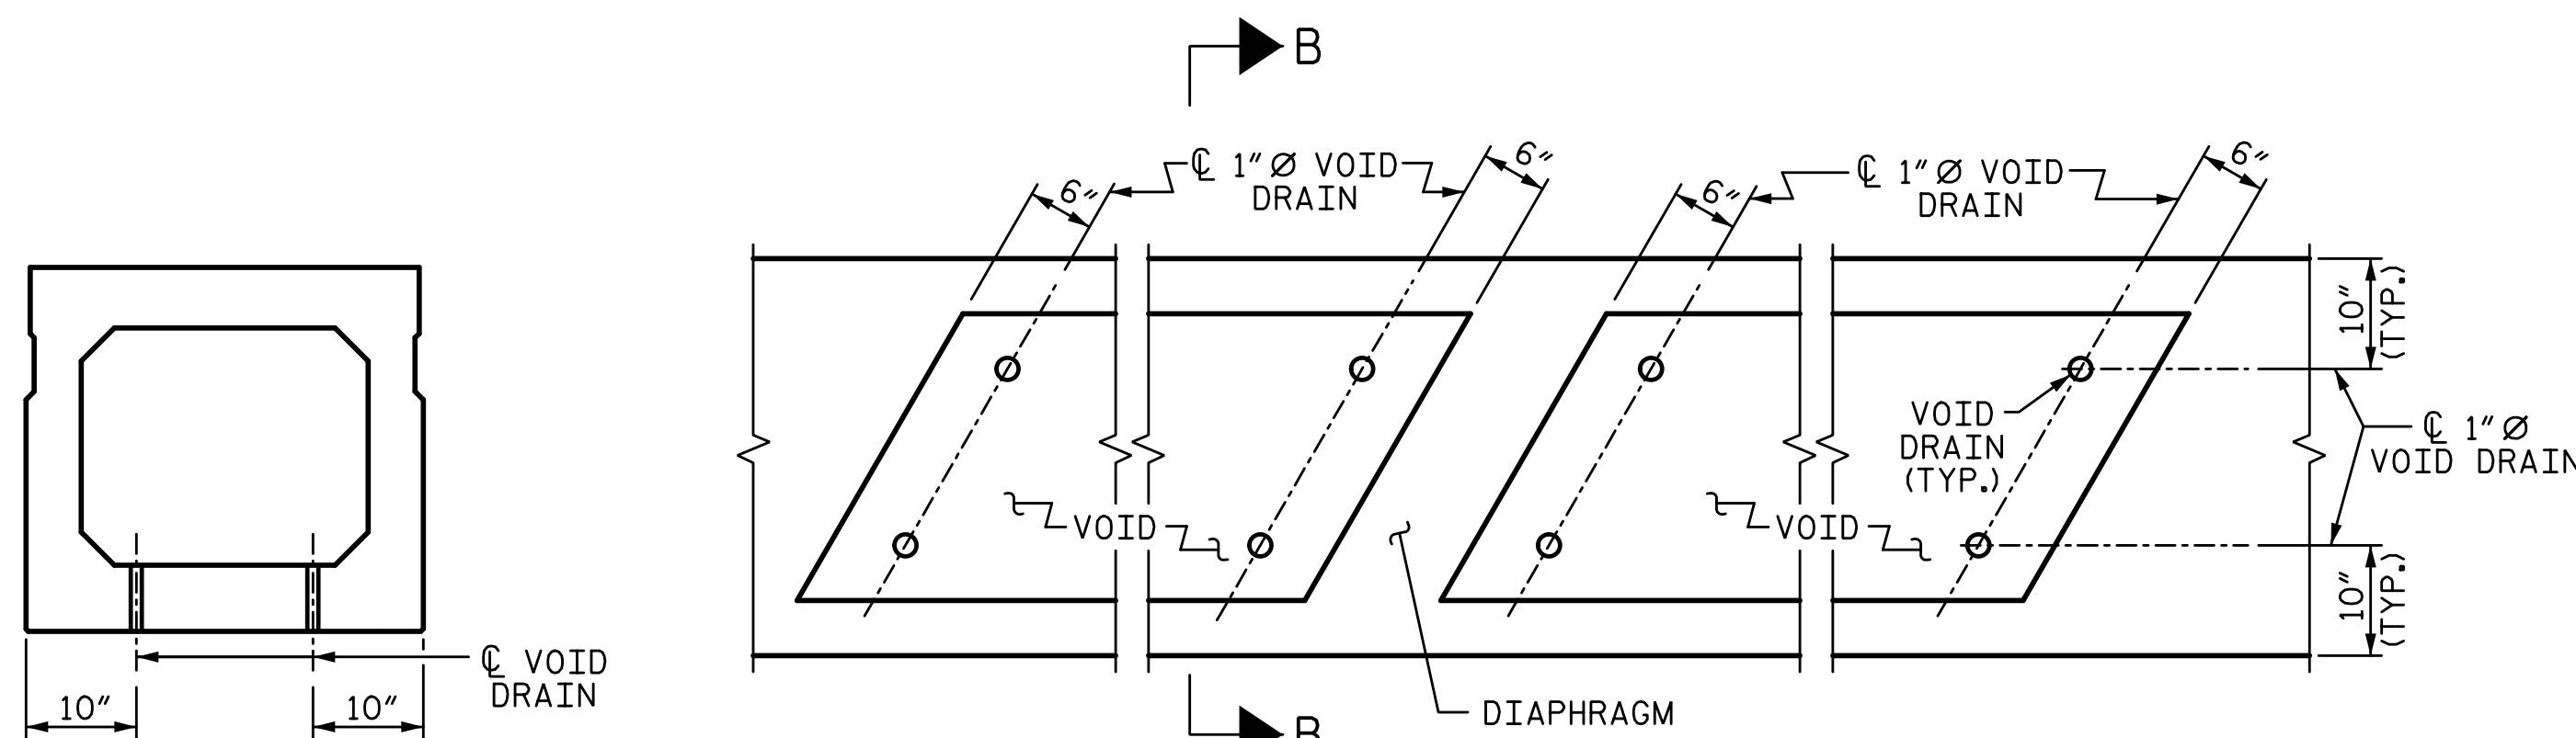 B
6"
℄ 1"Ø VOID
DRAIN
6"
6"
℄ 1"Ø VOID
DRAIN
6"
10"
(TYP.)
VOID
DRAIN
(TYP.)
℄ 1"Ø
VOID DRAIN
VOID
VOID
10"
(TYP.)
℄ VOID
DRAIN
10"
10"
DIAPHRAGM
B